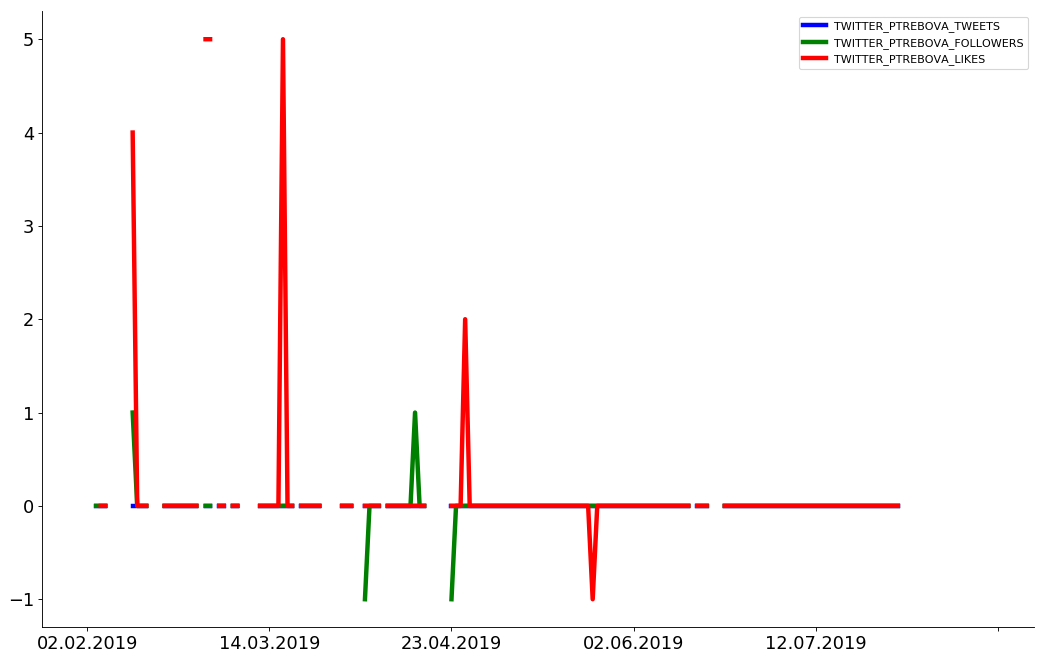 TWITTER_PTREBOVA_TWEETS
TWITTER_PTREBOVA_FOLLOWERS
TWITTER_PTREBOVA_LIKES
5
4
3
2
1
0
−1
02.02.2019 14.03.2019 23.04.2019 02.06.2019 12.07.2019